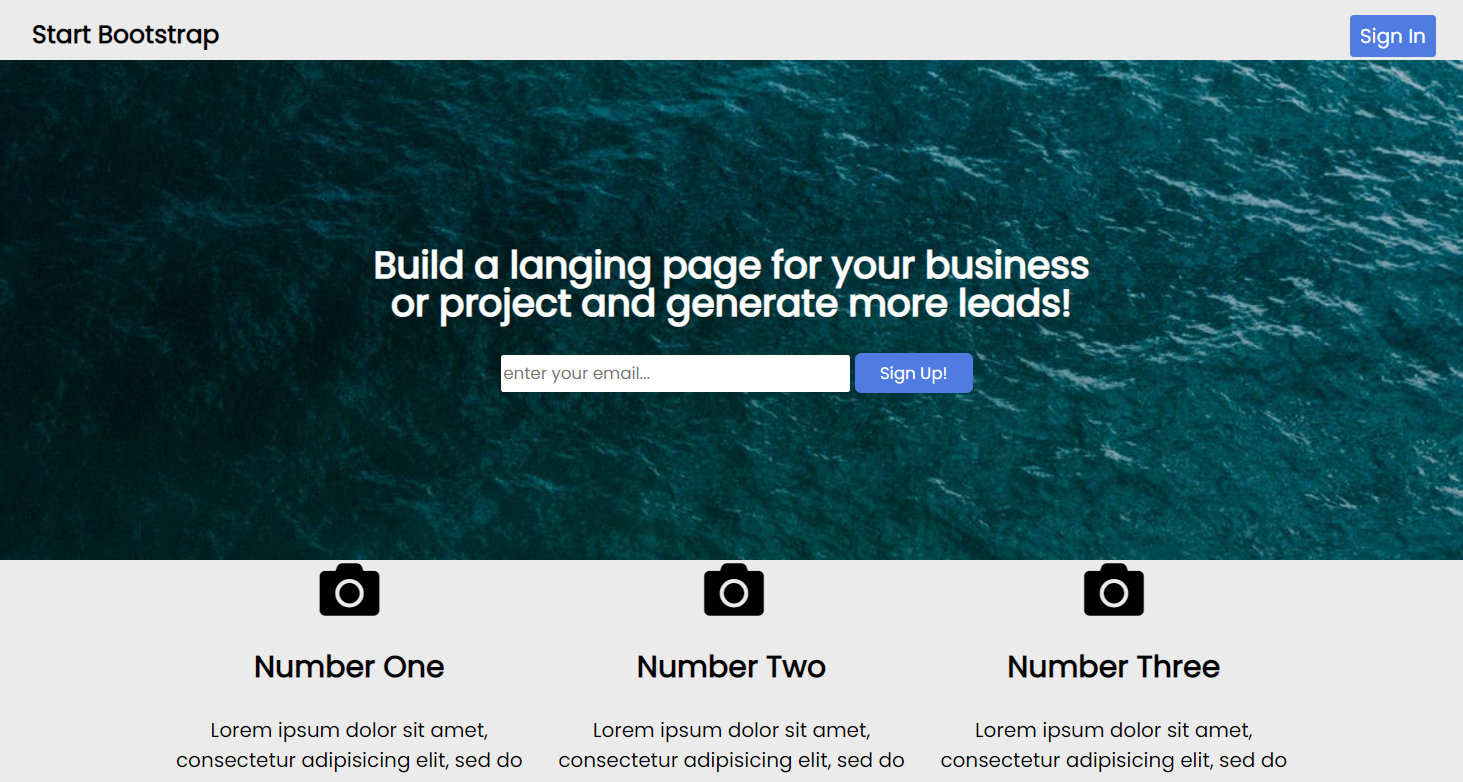 Start Bootstrap
Sign In
Build a langing page for your business
or project and generate more leads!
enter your email...
Sign Up!
Number One
Number Two
Number Three
Lorem ipsum dolor sit amet,
consectetur adipisicing elit, sed do
Lorem ipsum dolor sit amet,
consectetur adipisicing elit, sed do
Lorem ipsum dolor sit amet,
consectetur adipisicing elit, sed do